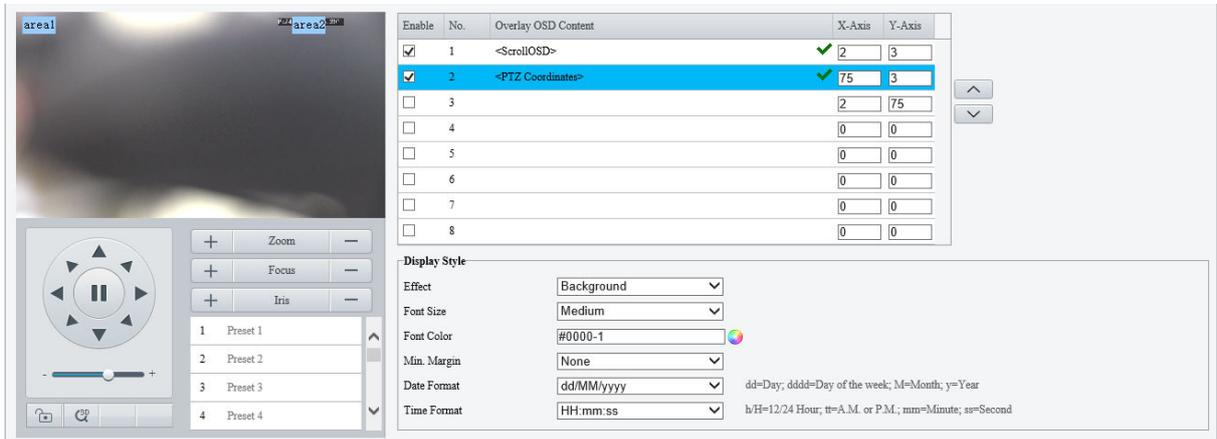 area1 area2
Enable No. Overlay OSD Content X-Axis Y-Axis
1 <ScrollOSD> 2 3
2 <PTZ Coordinates> 75 3
3 2 75
4 0 0
5 0 0
6 0 0
7 0 0
8 0 0
Zoom
Focus
Iris
1 Preset 1
2 Preset 2
3 Preset 3
4 Preset 4
- +
3D
Display Style
Effect Background
Font Size Medium
Font Color #0000-1
Min. Margin None
Date Format dd/MM/yyyy dd=Day; dddd=Day of the week; M=Month; y=Year
Time Format HH:mm:ss h/H=12/24 Hour; tt=A.M. or P.M.; mm=Minute; ss=Second